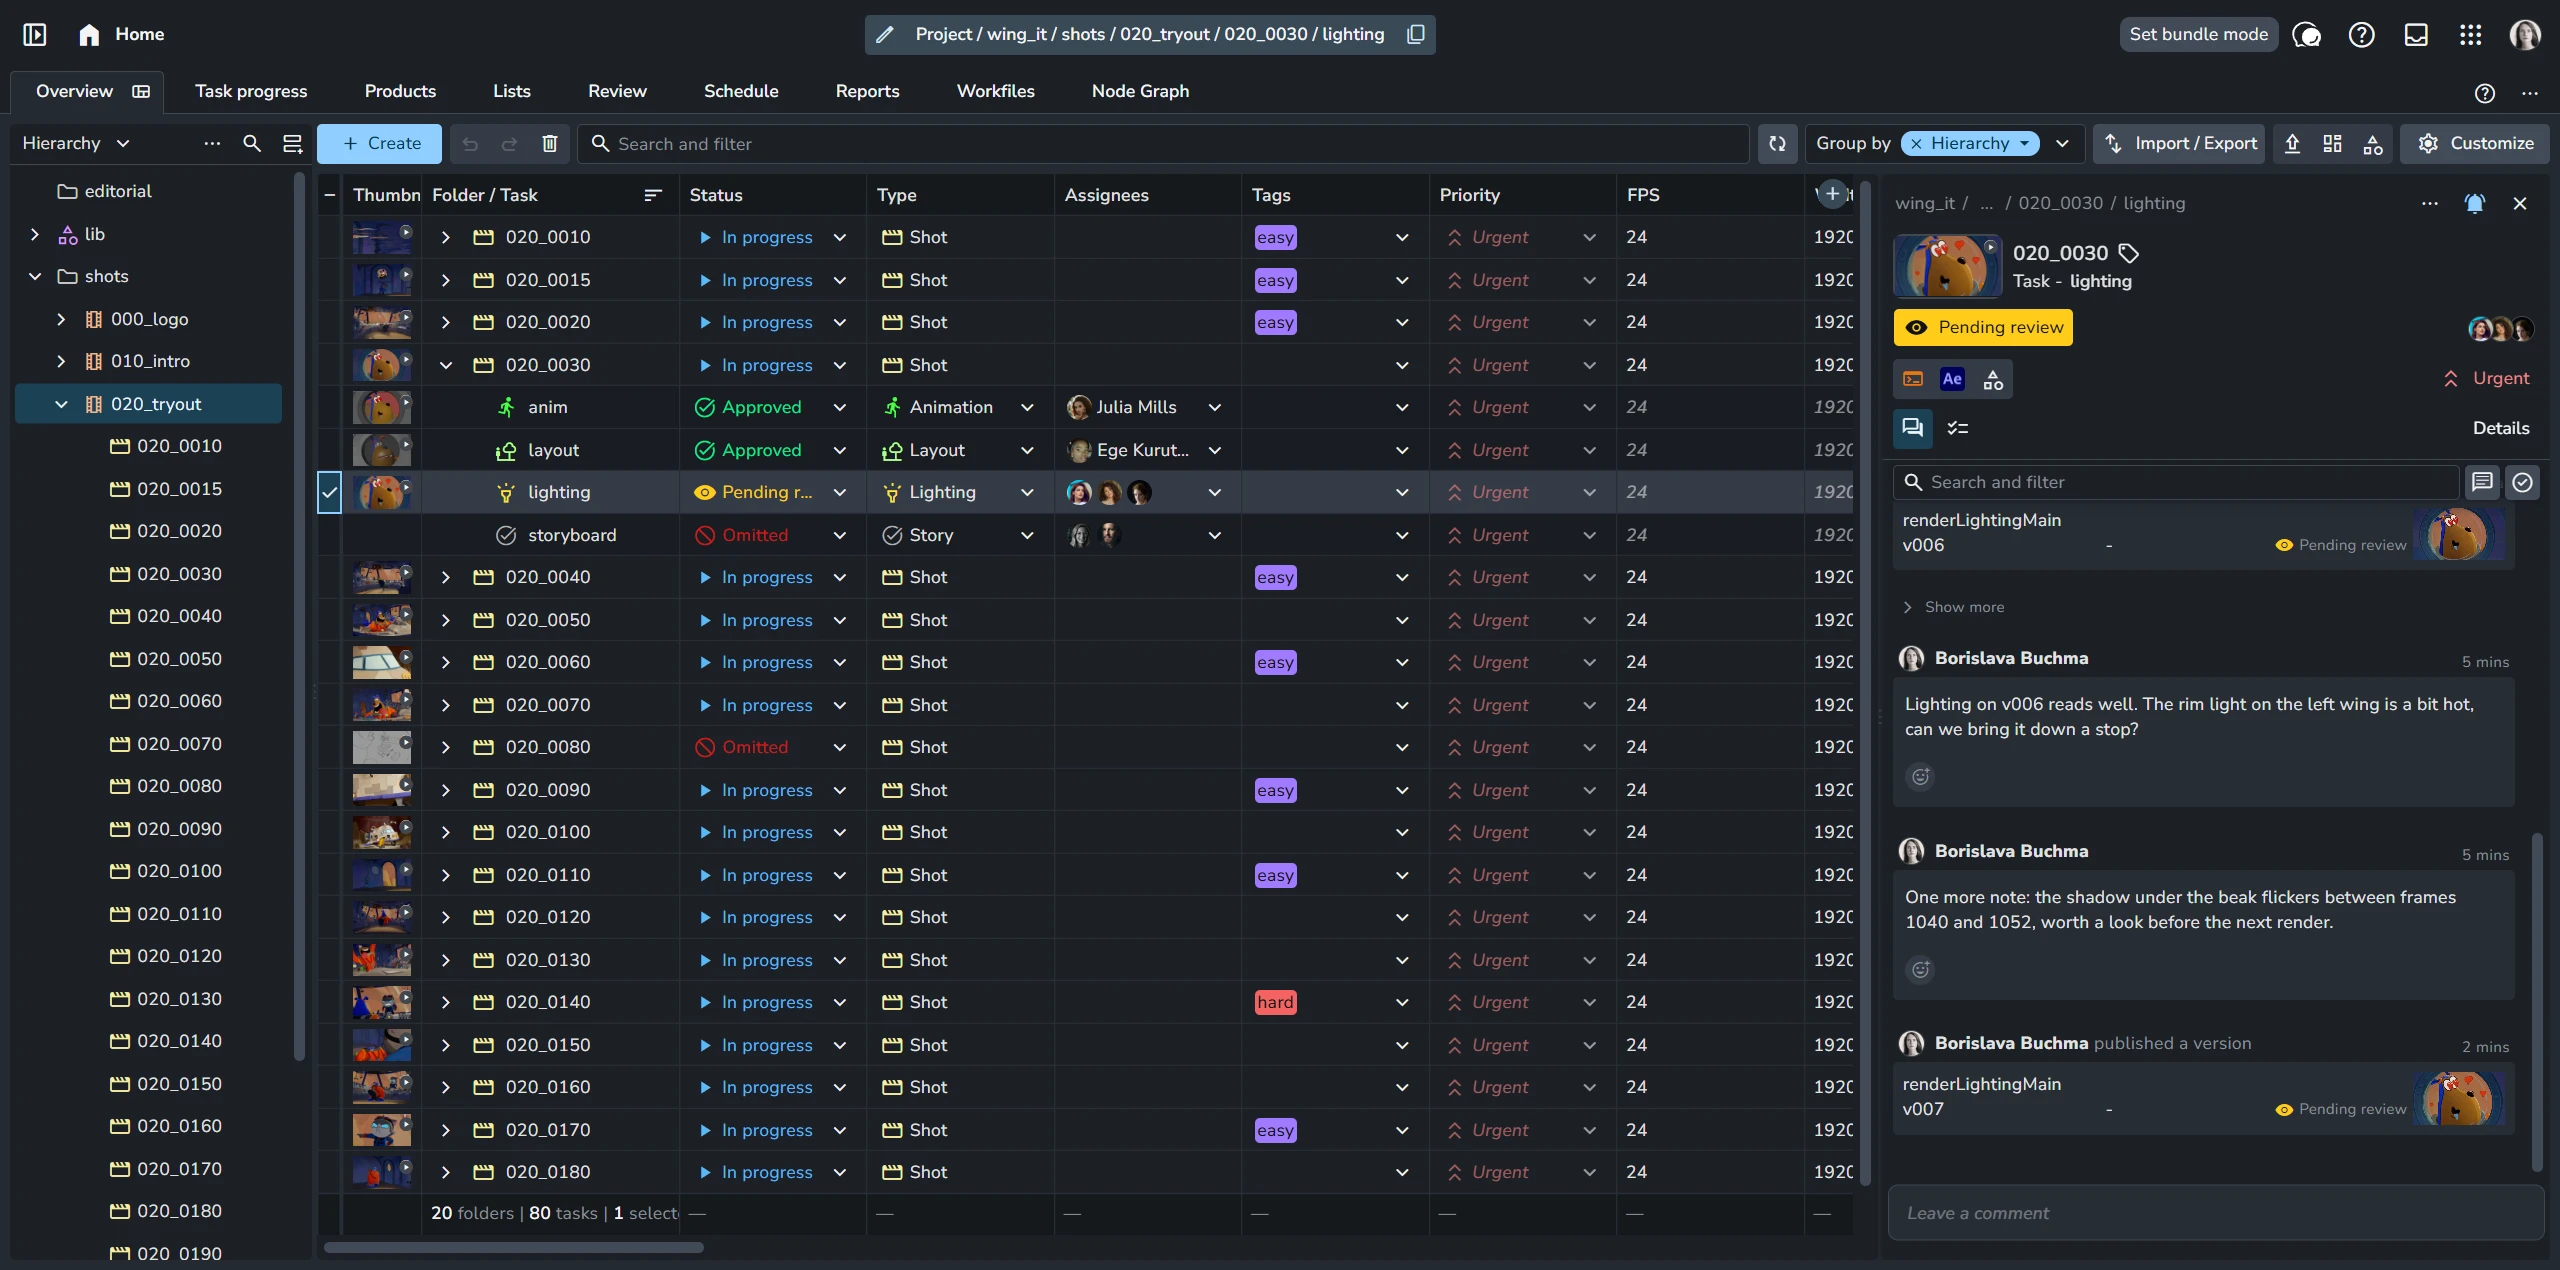 Home
Project / wing_it / shots / 020_tryout / 020_0030 / lighting
Set bundle mode
Overview Task progress Products Lists Review Schedule Reports Workfiles Node Graph
Hierarchy
Create
Search and filter
Group by Hierarchy
Import / Export
Customize
editorial
lib
shots
000_logo
010_intro
020_tryout
020_0010
020_0015
020_0020
020_0030
020_0040
020_0050
020_0060
020_0070
020_0080
020_0090
020_0100
020_0110
020_0120
020_0130
020_0140
020_0150
020_0160
020_0170
020_0180
020_0190
Thumbn Folder / Task Status Type Assignees Tags Priority FPS
020_0010 In progress Shot easy Urgent 24 1920
020_0015 In progress Shot easy Urgent 24 1920
020_0020 In progress Shot easy Urgent 24 1920
020_0030 In progress Shot Urgent 24 1920
anim Approved Animation Julia Mills Urgent 24 1920
layout Approved Layout Ege Kurut... Urgent 24 1920
lighting Pending r... Lighting Urgent 24 1920
storyboard Omitted Story Urgent 24 1920
020_0040 In progress Shot easy Urgent 24 1920
020_0050 In progress Shot Urgent 24 1920
020_0060 In progress Shot easy Urgent 24 1920
020_0070 In progress Shot Urgent 24 1920
020_0080 Omitted Shot Urgent 24 1920
020_0090 In progress Shot easy Urgent 24 1920
020_0100 In progress Shot Urgent 24 1920
020_0110 In progress Shot easy Urgent 24 1920
020_0120 In progress Shot Urgent 24 1920
020_0130 In progress Shot Urgent 24 1920
020_0140 In progress Shot hard Urgent 24 1920
020_0150 In progress Shot Urgent 24 1920
020_0160 In progress Shot Urgent 24 1920
020_0170 In progress Shot easy Urgent 24 1920
020_0180 In progress Shot Urgent 24 1920
20 folders | 80 tasks | 1 select — — — — — — —
wing_it / ... / 020_0030 / lighting
020_0030
Task - lighting
Pending review
Ae
Urgent
Details
Search and filter
renderLightingMain
v006 - Pending review
Show more
Borislava Buchma 5 mins
Lighting on v006 reads well. The rim light on the left wing is a bit hot,
can we bring it down a stop?
Borislava Buchma 5 mins
One more note: the shadow under the beak flickers between frames
1040 and 1052, worth a look before the next render.
Borislava Buchma published a version 2 mins
renderLightingMain
v007 - Pending review
Leave a comment